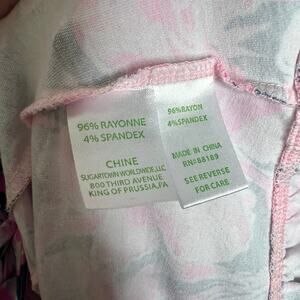 96% RAYONNE
4% SPANDEX
CHINE
SUGARTOWN WORLDWIDE, LLC
800 THIRD AVENUE
KING OF PRUSSIA, PA
96% RAYON
4% SPANDEX
MADE IN CHINA
RN#88189
SEE REVERSE
FOR CARE